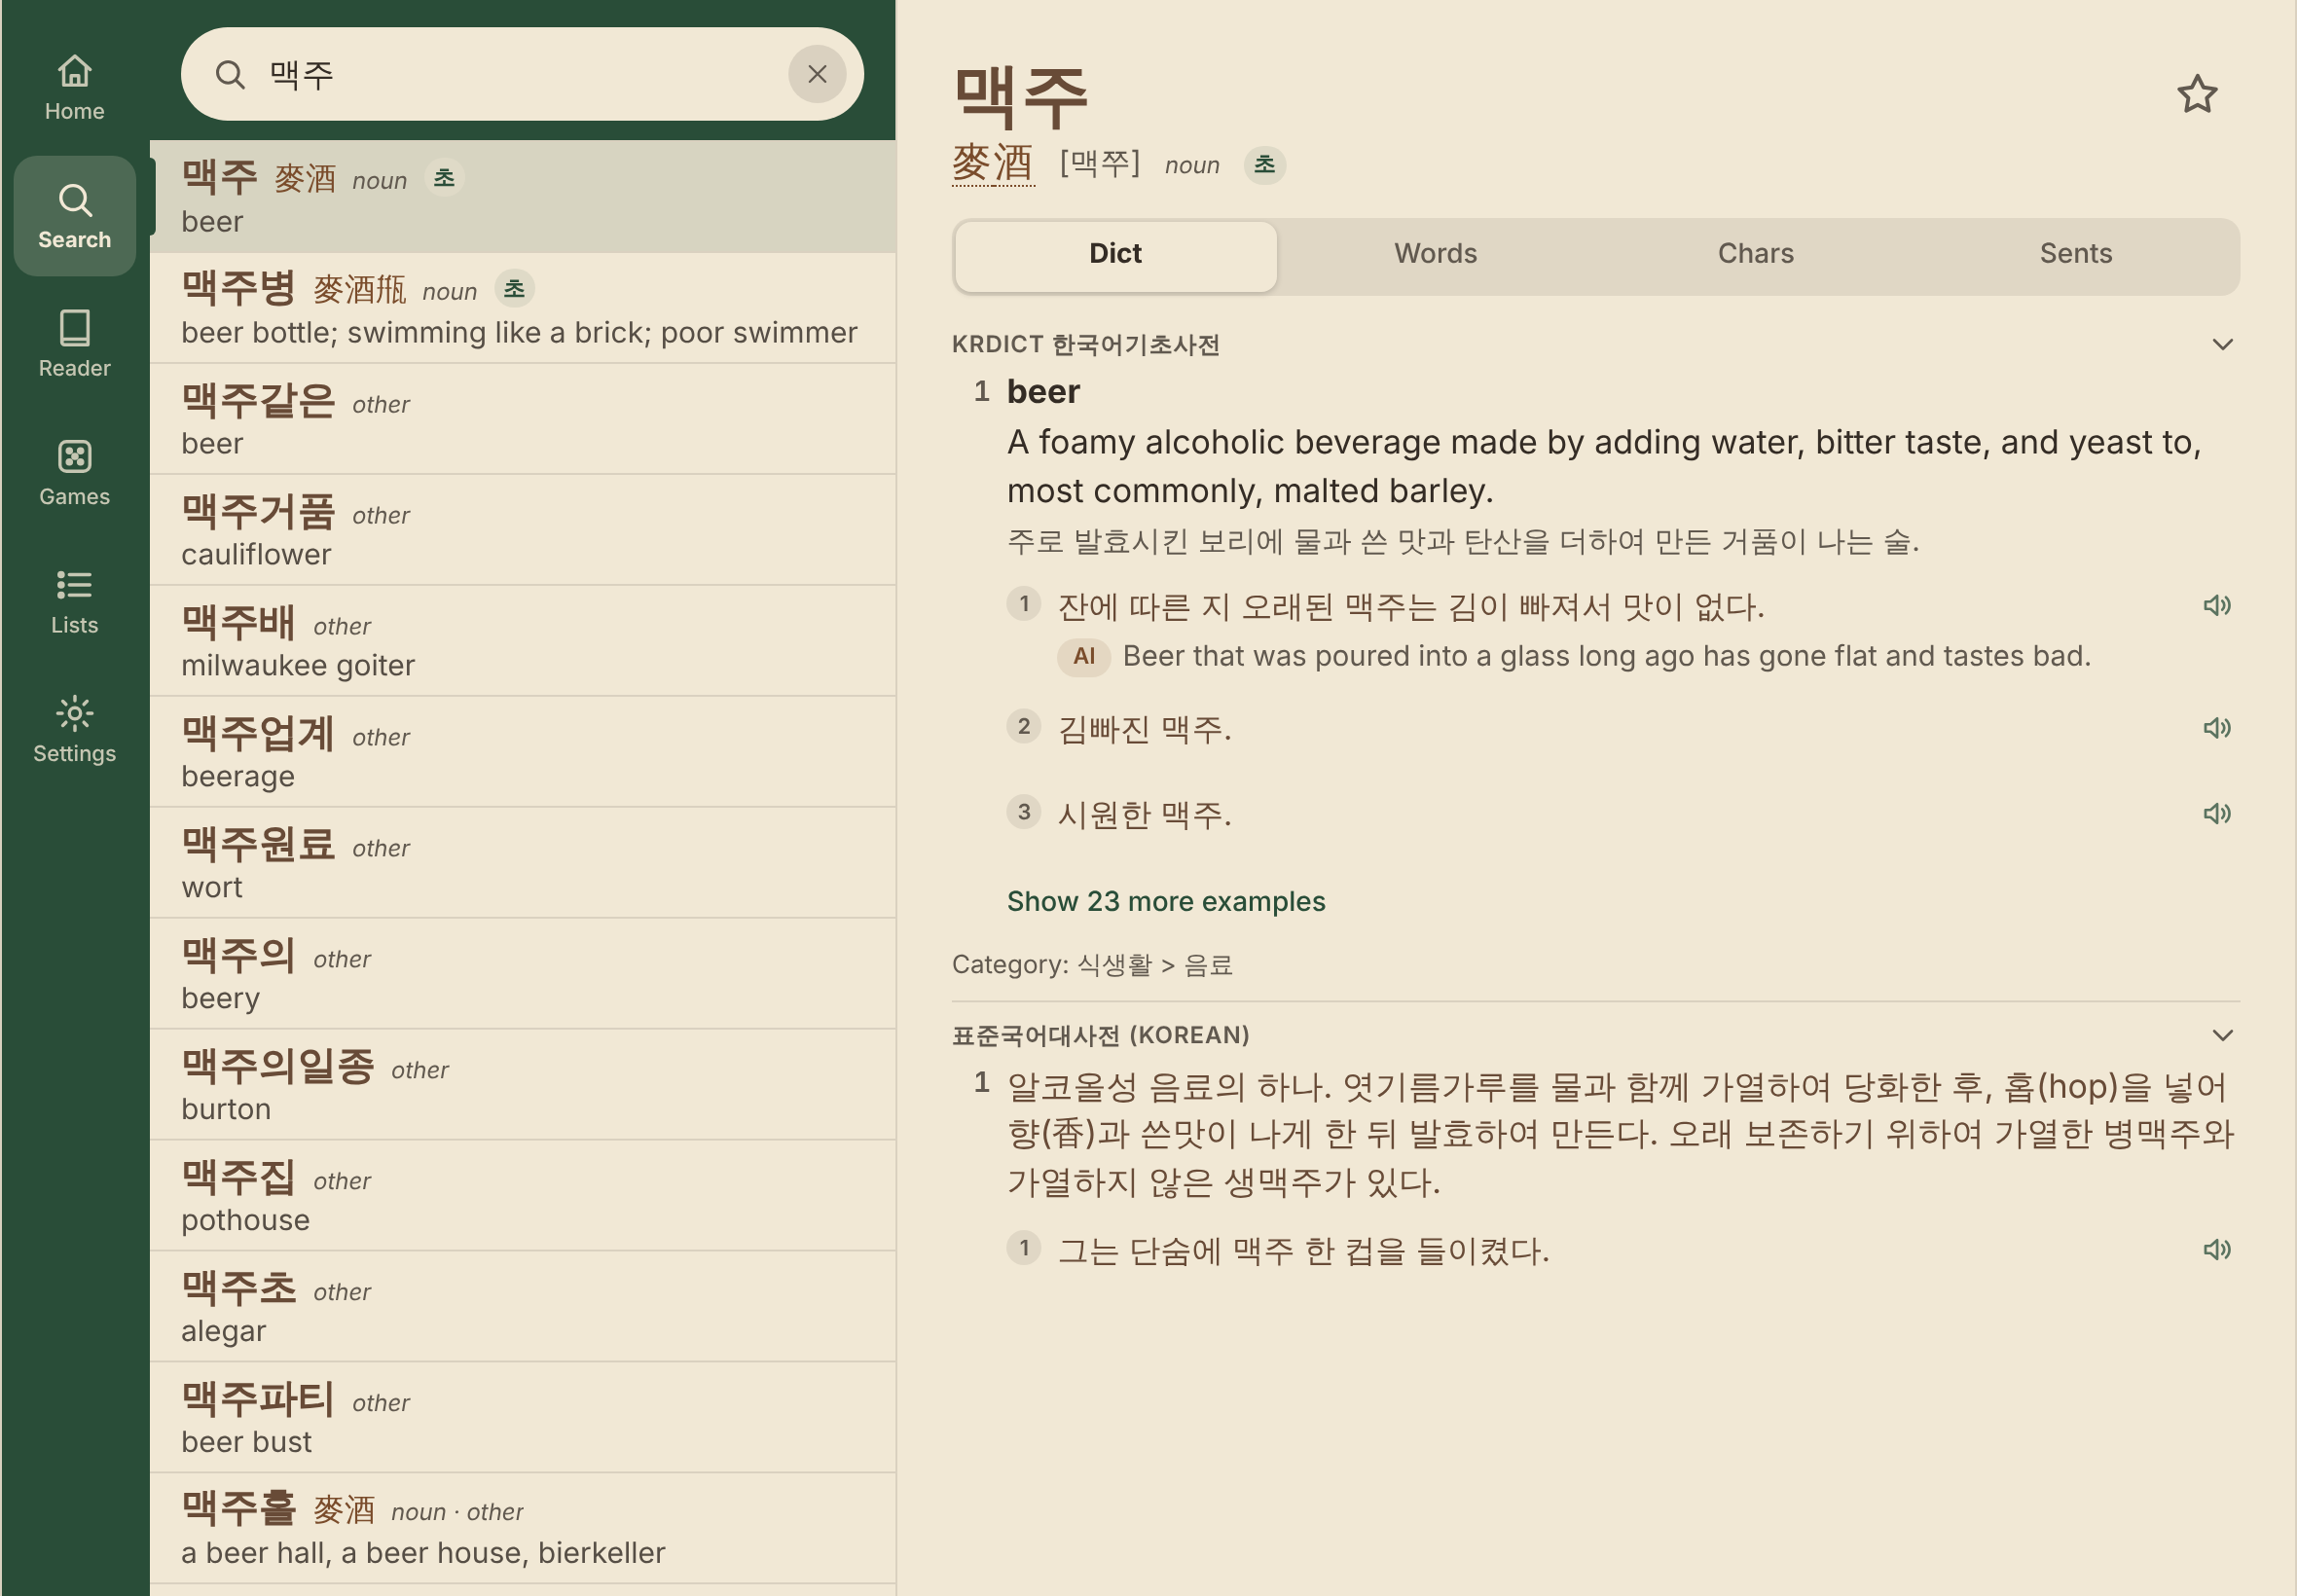 Home
Search
Reader
Games
Lists
Settings
맥주
맥주 麥酒 noun 초
beer
맥주병 麥酒甁 noun 초
beer bottle; swimming like a brick; poor swimmer
맥주같은 other
beer
맥주거품 other
cauliflower
맥주배 other
milwaukee goiter
맥주업계 other
beerage
맥주원료 other
wort
맥주의 other
beery
맥주의일종 other
burton
맥주집 other
pothouse
맥주초 other
alegar
맥주파티 other
beer bust
맥주홀 麥酒 noun · other
a beer hall, a beer house, bierkeller
맥주
麥酒 [맥쭈] noun 초
Dict Words Chars Sents
KRDICT 한국어기초사전
1 beer
A foamy alcoholic beverage made by adding water, bitter taste, and yeast to,
most commonly, malted barley.
주로 발효시킨 보리에 물과 쓴 맛과 탄산을 더하여 만든 거품이 나는 술.
1 잔에 따른 지 오래된 맥주는 김이 빠져서 맛이 없다.
AI Beer that was poured into a glass long ago has gone flat and tastes bad.
2 김빠진 맥주.
3 시원한 맥주.
Show 23 more examples
Category: 식생활 > 음료
표준국어대사전 (KOREAN)
1 알코올성 음료의 하나. 엿기름가루를 물과 함께 가열하여 당화한 후, 홉(hop)을 넣어
향(香)과 쓴맛이 나게 한 뒤 발효하여 만든다. 오래 보존하기 위하여 가열한 병맥주와
가열하지 않은 생맥주가 있다.
1 그는 단숨에 맥주 한 컵을 들이켰다.